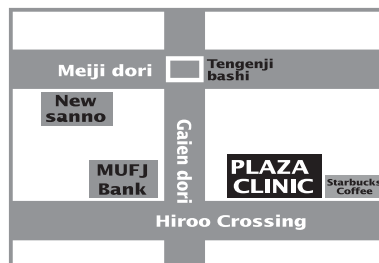 Meiji dori
Tengenji
bashi
New
sanno
Gaien dori
MUFJ
Bank
PLAZA
CLINIC
Starbucks
Coffee
Hiroo Crossing